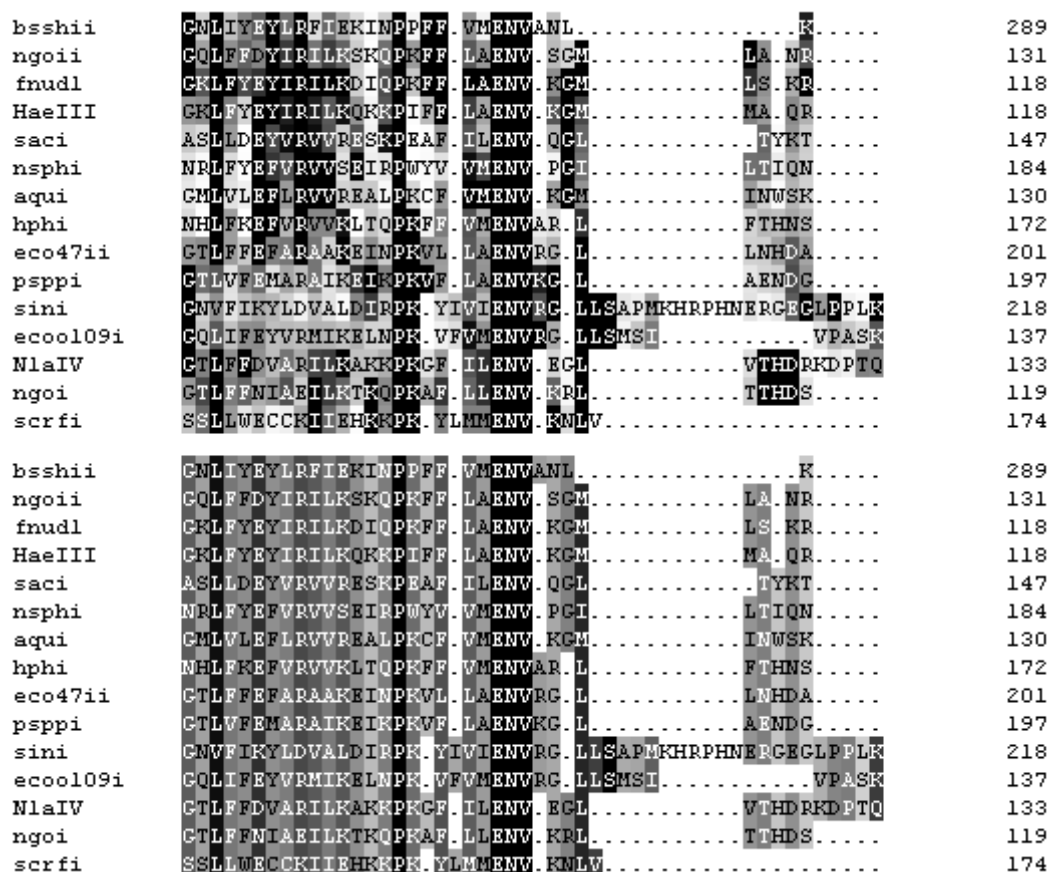 bsshii GNLIYEYLRFIEKINPPFF.VMENVANL................K..... 289
ngoii GQLFFDYIRILKSKQPKFF.LAENV.SGM...........LA.NR..... 131
fnudl GKLFYEYIRILKDIQPKFF.LAENV.KGM...........LS.KR..... 118
HaeIII GKLFYEYIRILKQKKPIFF.LAENV.KGM...........MA.QR..... 118
saci ASLLDEYVRVVRESKPEAF.ILENV.QGL............TYKT..... 147
nsphi NRLFYEFVRVVSEIRPWYV.VMENV.PGI...........LTIQN..... 184
aqui GMLVLEFLRVVREALPKCF.VMENV.KGM...........INWSK..... 130
hphi NHLFKEFVRVVKLTQPKFF.VMENVAR.L...........FTHNS..... 172
eco47ii GTLFFEFARAAKEINPKVL.LAENVRG.L...........LNHDA..... 201
psppi GTLVFEMARAIKEIKPKVF.LAENVKG.L...........AENDG..... 197
sini GNVFIKYLDVALDIRPK.YIVIENVRG.LLSAPMKHRPHNERGEGLPPLK 218
ecoo109i GQLIFEYVRMIKELNPK.VFVMENVRG.LLSMSI...........VPASK 137
NlaIV GTLFFDVARILKAKKPKGF.ILENV.EGL...........VTHDRKDPTQ 133
ngoi GTLFFNIAEILKTKQPKAF.LLENV.KRL...........TTHDS..... 119
scrfi SSLLWECCKIIEHKKPK.YLMMENV.KNLV.................... 174
bsshii GNLIYEYLRFIEKINPPFF.VMENVANL................K..... 289
ngoii GQLFFDYIRILKSKQPKFF.LAENV.SGM...........LA.NR..... 131
fnudl GKLFYEYIRILKDIQPKFF.LAENV.KGM...........LS.KR..... 118
HaeIII GKLFYEYIRILKQKKPIFF.LAENV.KGM...........MA.QR..... 118
saci ASLLDEYVRVVRESKPEAF.ILENV.QGL............TYKT..... 147
nsphi NRLFYEFVRVVSEIRPWYV.VMENV.PGI...........LTIQN..... 184
aqui GMLVLEFLRVVREALPKCF.VMENV.KGM...........INWSK..... 130
hphi NHLFKEFVRVVKLTQPKFF.VMENVAR.L...........FTHNS..... 172
eco47ii GTLFFEFARAAKEINPKVL.LAENVRG.L...........LNHDA..... 201
psppi GTLVFEMARAIKEIKPKVF.LAENVKG.L...........AENDG..... 197
sini GNVFIKYLDVALDIRPK.YIVIENVRG.LLSAPMKHRPHNERGEGLPPLK 218
ecoo109i GQLIFEYVRMIKELNPK.VFVMENVRG.LLSMSI...........VPASK 137
NlaIV GTLFFDVARILKAKKPKGF.ILENV.EGL...........VTHDRKDPTQ 133
ngoi GTLFFNIAEILKTKQPKAF.LLENV.KRL...........TTHDS..... 119
scrfi SSLLWECCKIIEHKKPK.YLMMENV.KNLV.................... 174